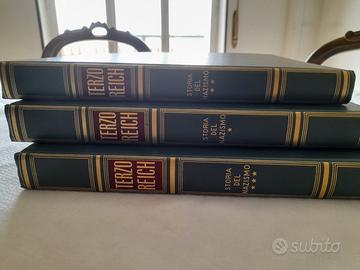 TERZO
REICH
STORIA
DEL
NAZISMO
**
TERZO
REICH
STORIA
DEL
NAZISMO
*
TERZO
REICH
STORIA
DEL
NAZISMO
***
subito